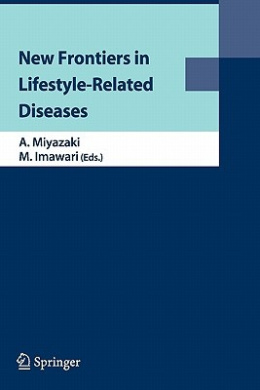 New Frontiers in
Lifestyle-Related
Diseases
A. Miyazaki
M. Imawari (Eds.)
Springer